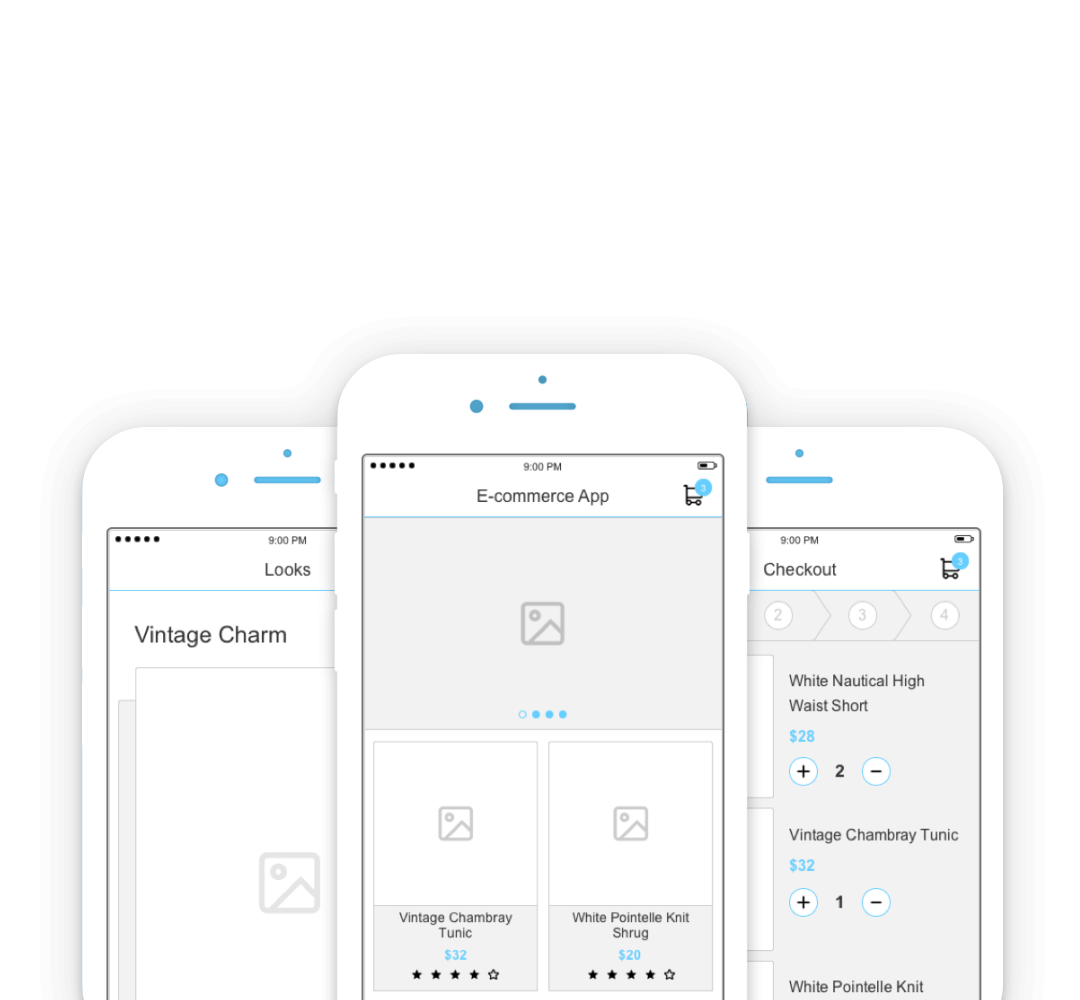 9:00 PM
Looks
Vintage Charm
9:00 PM
E-commerce App
3
Vintage Chambray
Tunic
$32
White Pointelle Knit
Shrug
$20
9:00 PM
Checkout
3
2
3
4
White Nautical High
Waist Short
$28
2
Vintage Chambray Tunic
$32
1
White Pointelle Knit